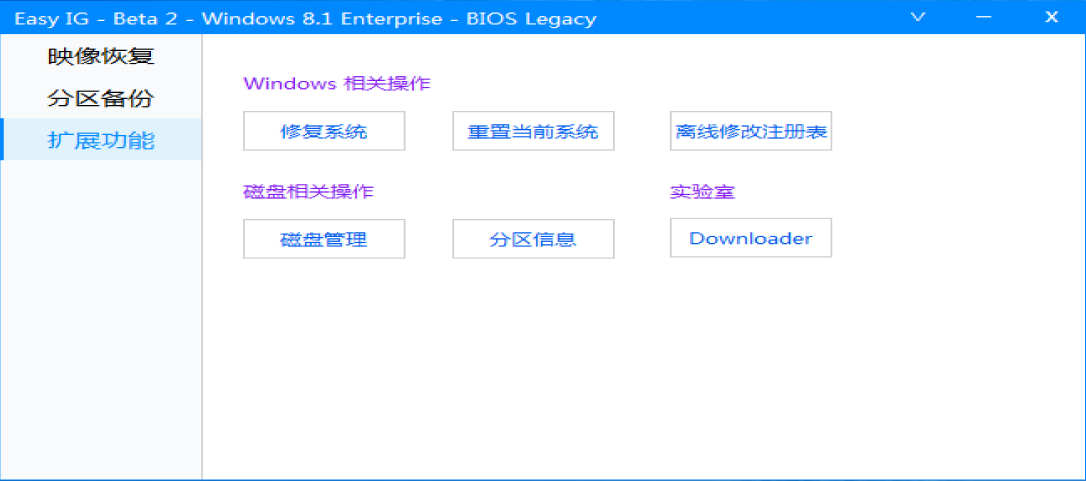 Easy IG - Beta 2 - Windows 8.1 Enterprise - BIOS Legacy
映像恢复
分区备份
扩展功能
Windows 相关操作
修复系统
重置当前系统
离线修改注册表
磁盘相关操作
实验室
磁盘管理
分区信息
Downloader